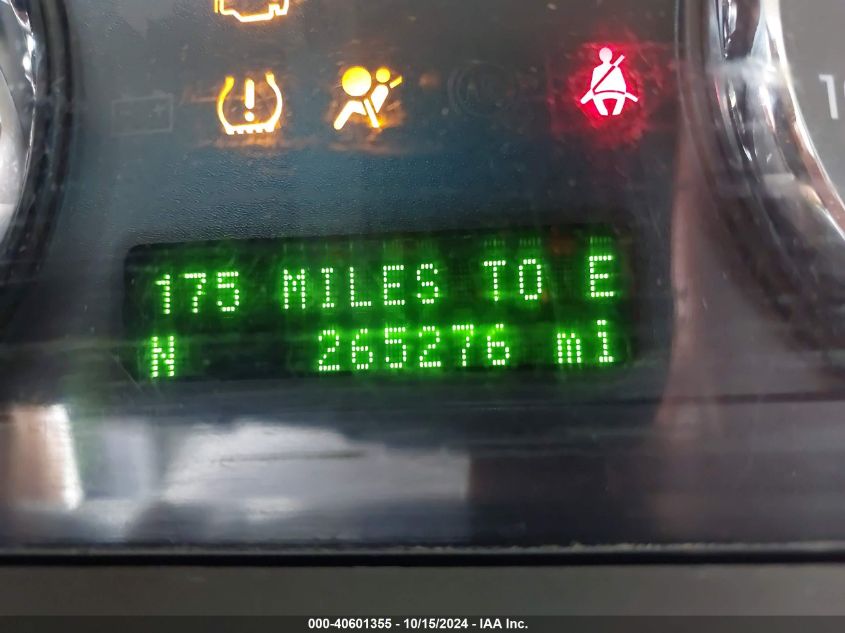 175 MILES TO E
N 265276 mi
000-40601355 - 10/15/2024 - IAA Inc.